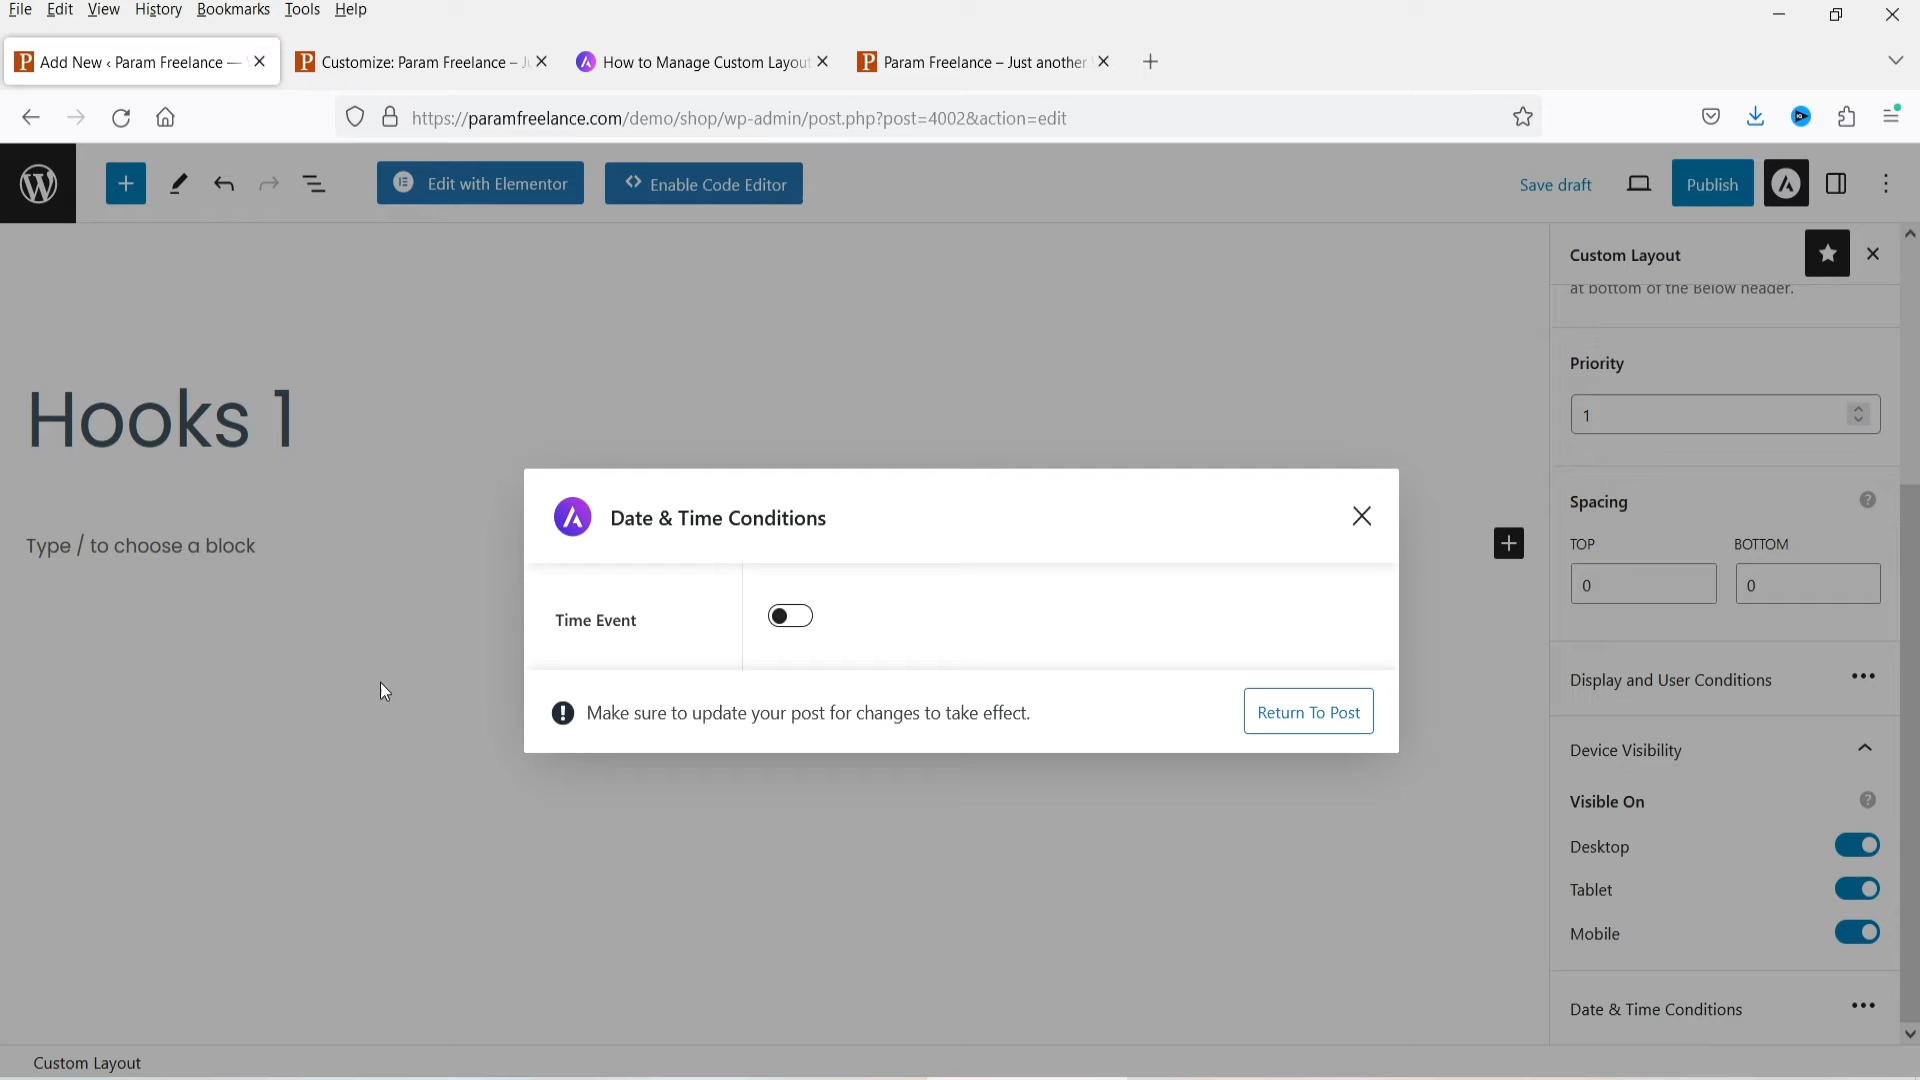 File Edit View History Bookmarks Tools Help
Add New ‹ Param Freelance —
Customize: Param Freelance –
How to Manage Custom Layou
Param Freelance – Just another
https://paramfreelance.com/demo/shop/wp-admin/post.php?post=4002&action=edit
Edit with Elementor
Enable Code Editor
Save draft
Publish
Custom Layout
at bottom of the Below header.
Priority
1
Hooks 1
Type / to choose a block
Date & Time Conditions
Time Event
Make sure to update your post for changes to take effect.
Return To Post
Spacing
TOP BOTTOM
0 0
Display and User Conditions
Device Visibility
Visible On
Desktop
Tablet
Mobile
Date & Time Conditions
Custom Layout